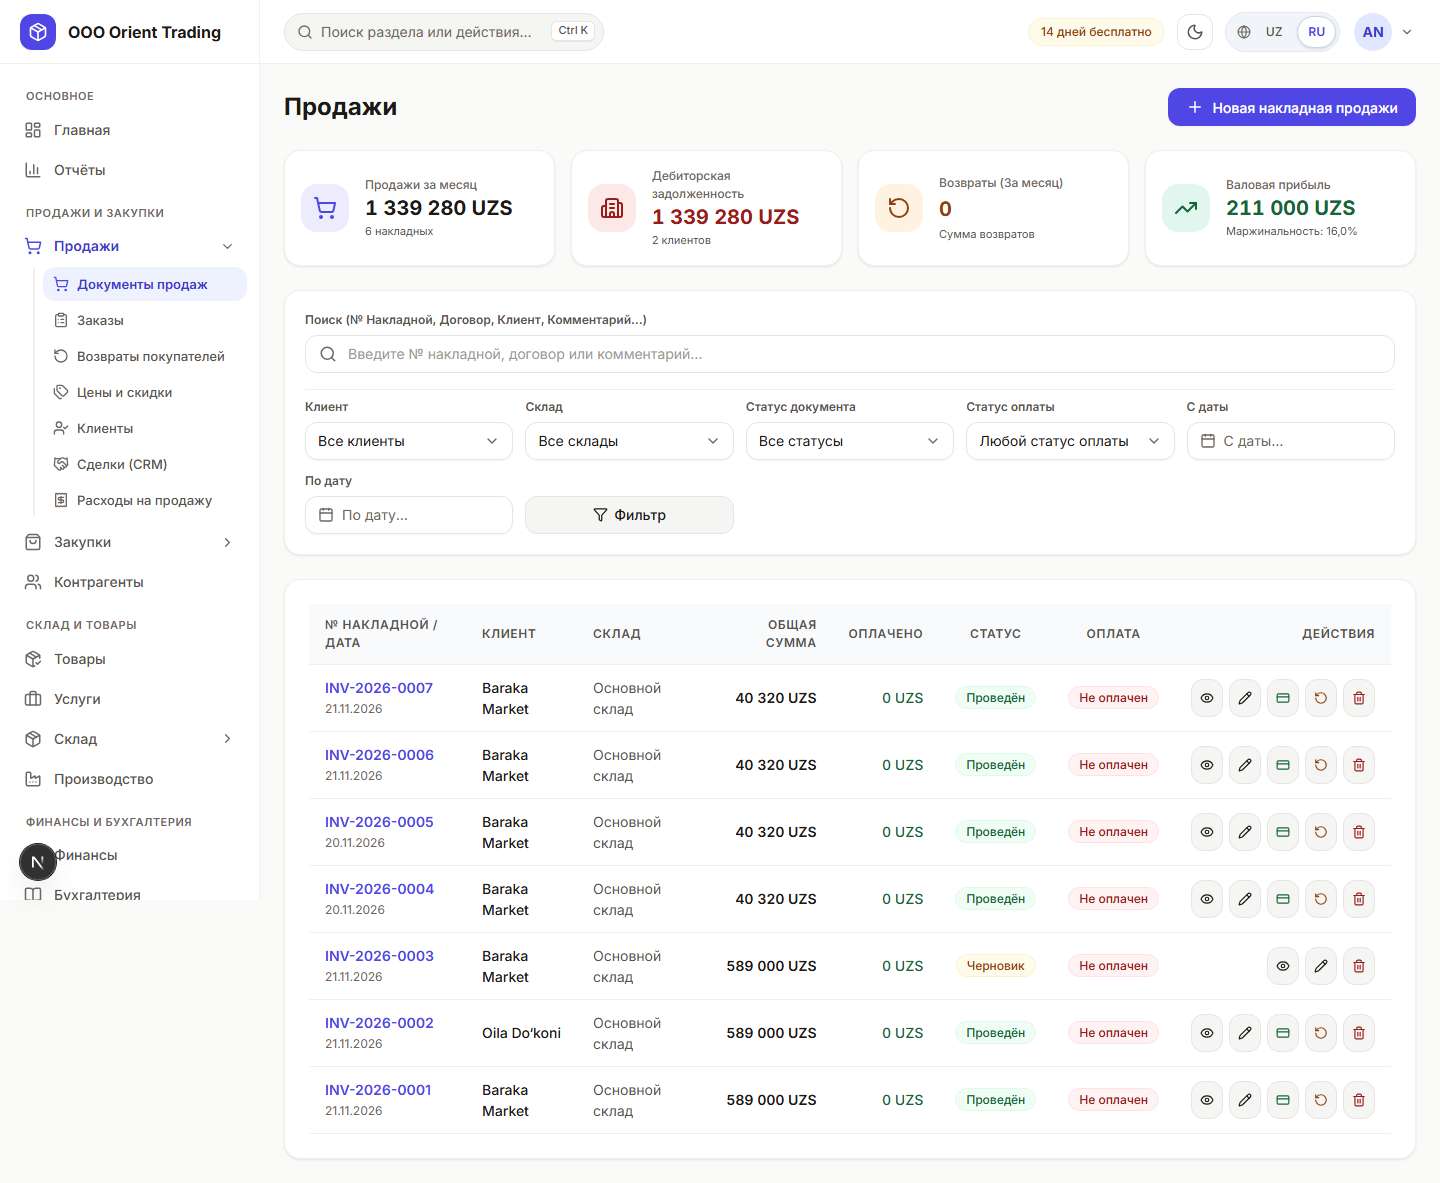 ООО Orient Trading
Поиск раздела или действия...
Ctrl K
14 дней бесплатно
UZ
RU
AN
ОСНОВНОЕ
Главная
Отчёты
ПРОДАЖИ И ЗАКУПКИ
Продажи
Документы продаж
Заказы
Возвраты покупателей
Цены и скидки
Клиенты
Сделки (CRM)
Расходы на продажу
Закупки
Контрагенты
СКЛАД И ТОВАРЫ
Товары
Услуги
Склад
Производство
ФИНАНСЫ И БУХГАЛТЕРИЯ
Финансы
N
Бухгалтерия
Продажи
Новая накладная продажи
Продажи за месяц
1 339 280 UZS
6 накладных
Дебиторская
задолженность
1 339 280 UZS
2 клиентов
Возвраты (За месяц)
0
Сумма возвратов
Валовая прибыль
211 000 UZS
Маржинальность: 16,0%
Поиск (№ Накладной, Договор, Клиент, Комментарий...)
Введите № накладной, договор или комментарий...
Клиент
Склад
Статус документа
Статус оплаты
С даты
Все клиенты
Все склады
Все статусы
Любой статус оплаты
С даты...
По дату
По дату...
Фильтр
№ НАКЛАДНОЙ /
ДАТА
КЛИЕНТ
СКЛАД
ОБЩАЯ
СУММА
ОПЛАЧЕНО
СТАТУС
ОПЛАТА
ДЕЙСТВИЯ
INV-2026-0007
21.11.2026
Baraka
Market
Основной
склад
40 320 UZS
0 UZS
Проведён
Не оплачен
INV-2026-0006
21.11.2026
Baraka
Market
Основной
склад
40 320 UZS
0 UZS
Проведён
Не оплачен
INV-2026-0005
20.11.2026
Baraka
Market
Основной
склад
40 320 UZS
0 UZS
Проведён
Не оплачен
INV-2026-0004
20.11.2026
Baraka
Market
Основной
склад
40 320 UZS
0 UZS
Проведён
Не оплачен
INV-2026-0003
21.11.2026
Baraka
Market
Основной
склад
589 000 UZS
0 UZS
Черновик
Не оплачен
INV-2026-0002
21.11.2026
Oila Do‘koni
Основной
склад
589 000 UZS
0 UZS
Проведён
Не оплачен
INV-2026-0001
21.11.2026
Baraka
Market
Основной
склад
589 000 UZS
0 UZS
Проведён
Не оплачен